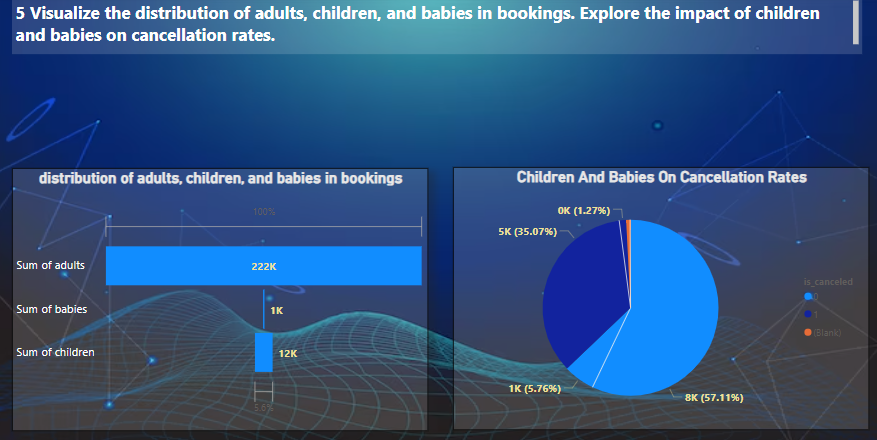 5 Visualize the distribution of adults, children, and babies in bookings. Explore the impact of children
and babies on cancellation rates.
distribution of adults, children, and babies in bookings
100%
Sum of adults
222K
Sum of babies
1K
Sum of children
12K
Children And Babies On Cancellation Rates
0K (1.27%)
5K (35.07%)
1K (5.76%)
8K (57.11%)
is_canceled
0
1
(Blank)